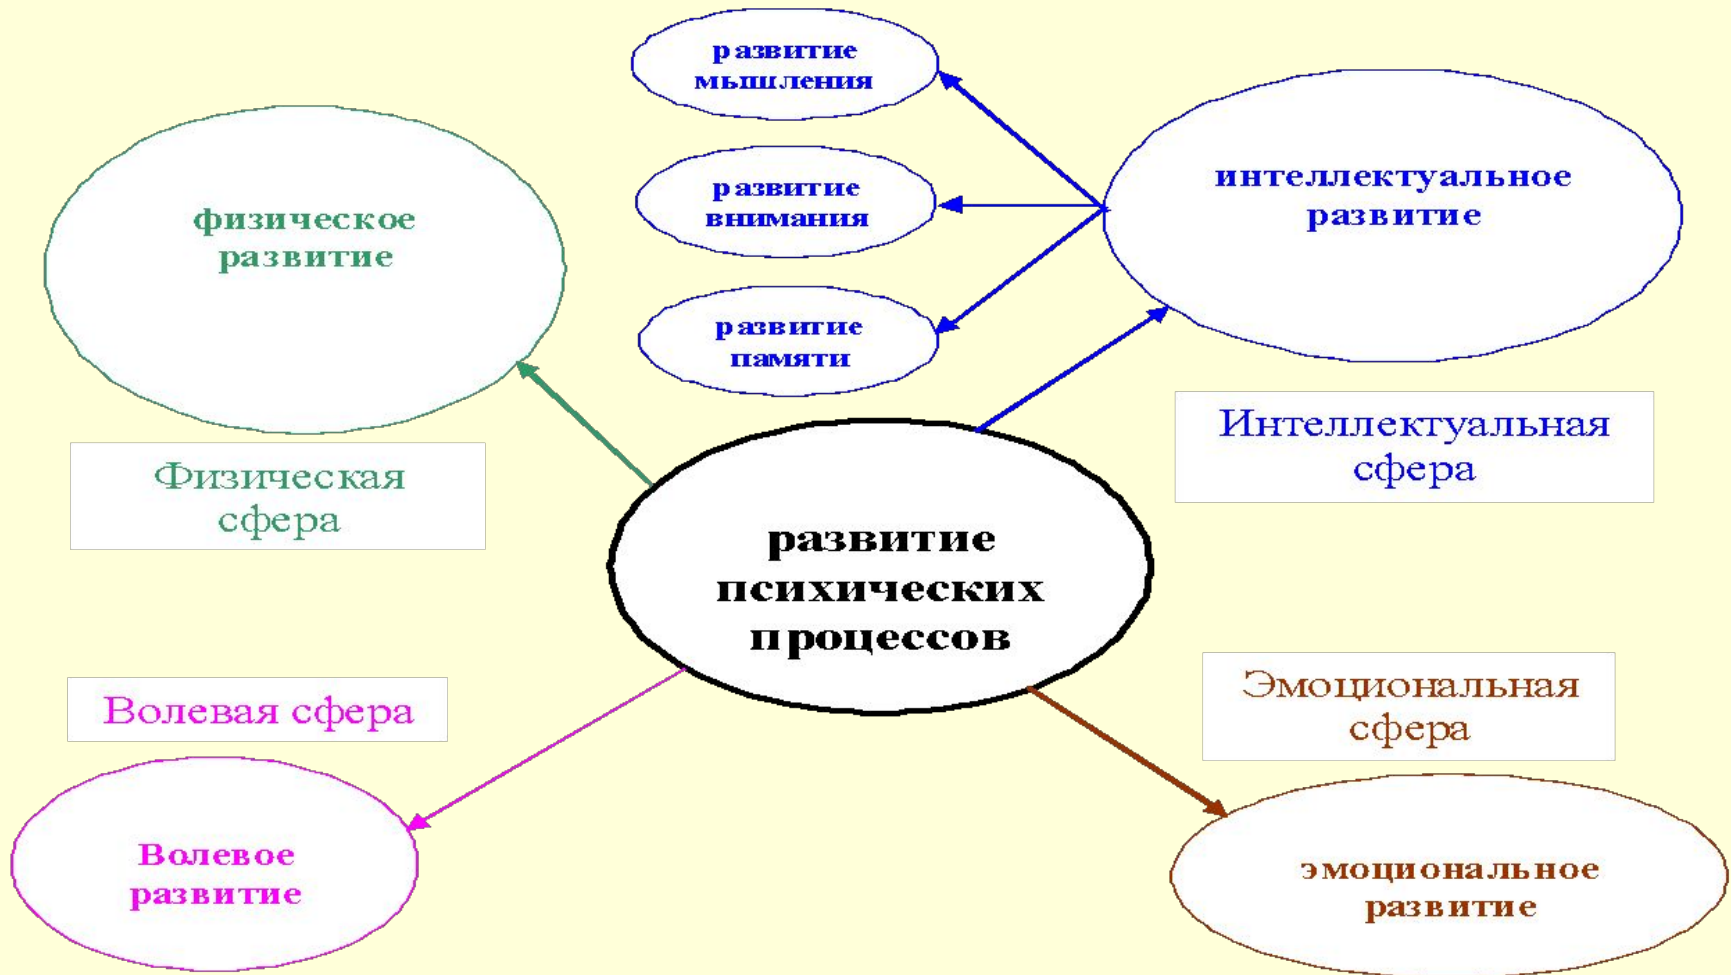 развитие
мышления
развитие
внимания
развитие
памяти
интеллектуальное
развитие
физическое
развитие
Интеллектуальная
сфера
Физическая
сфера
развитие
психических
процессов
Волевая сфера
Эмоциональная
сфера
Волевое
развитие
эмоциональное
развитие